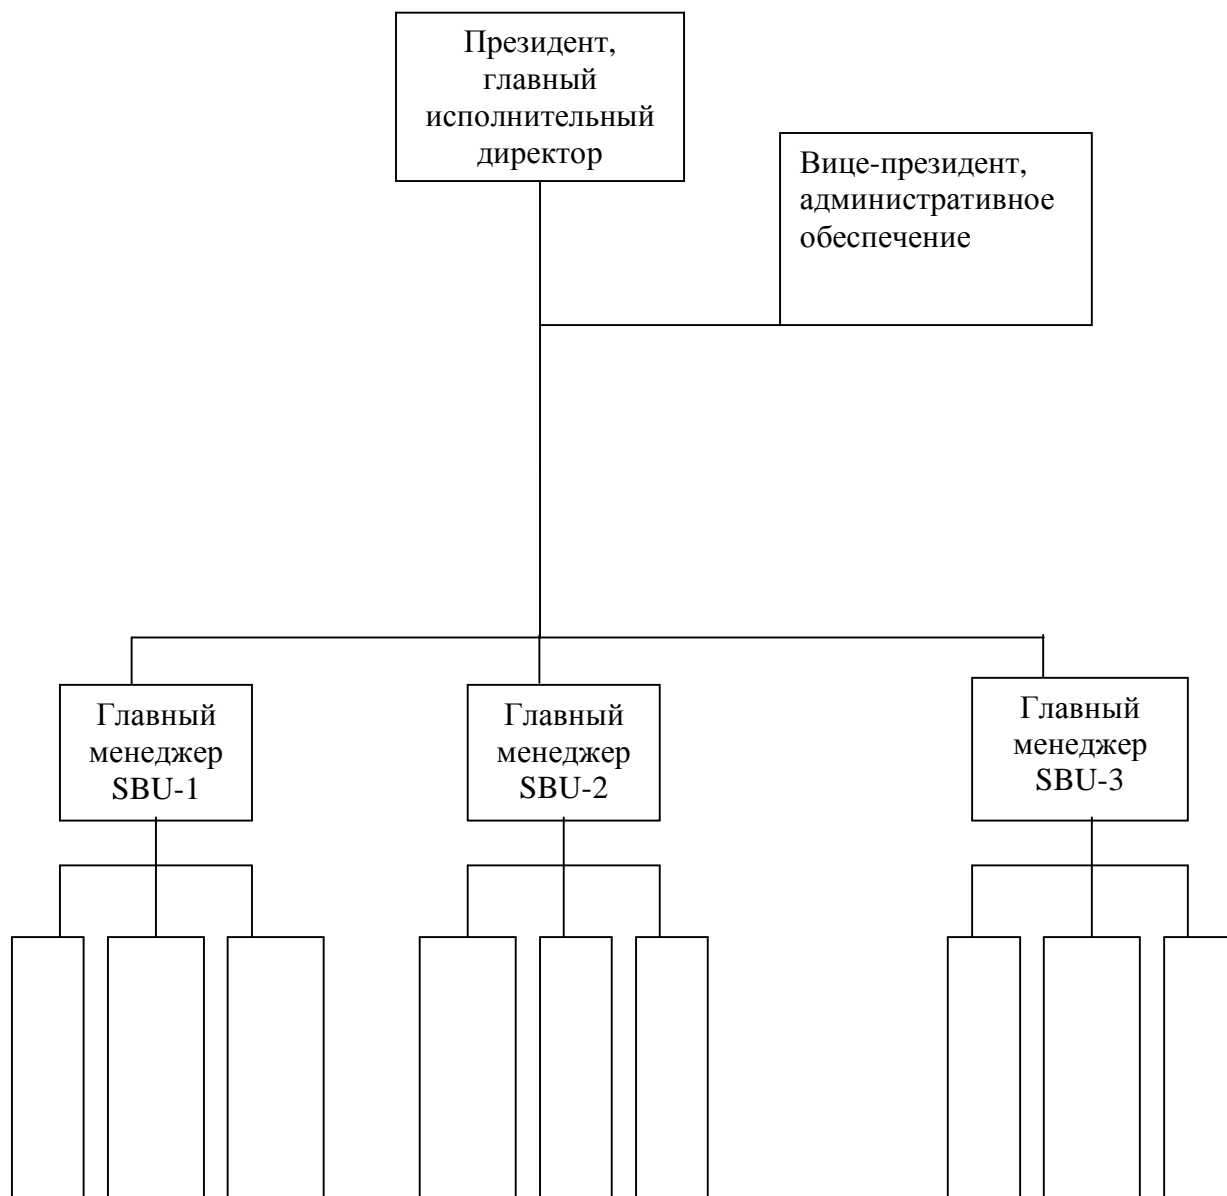 Президент,
главный
исполнительный
директор
Вице-президент,
административное
обеспечение
Главный
менеджер
SBU-1
Главный
менеджер
SBU-2
Главный
менеджер
SBU-3